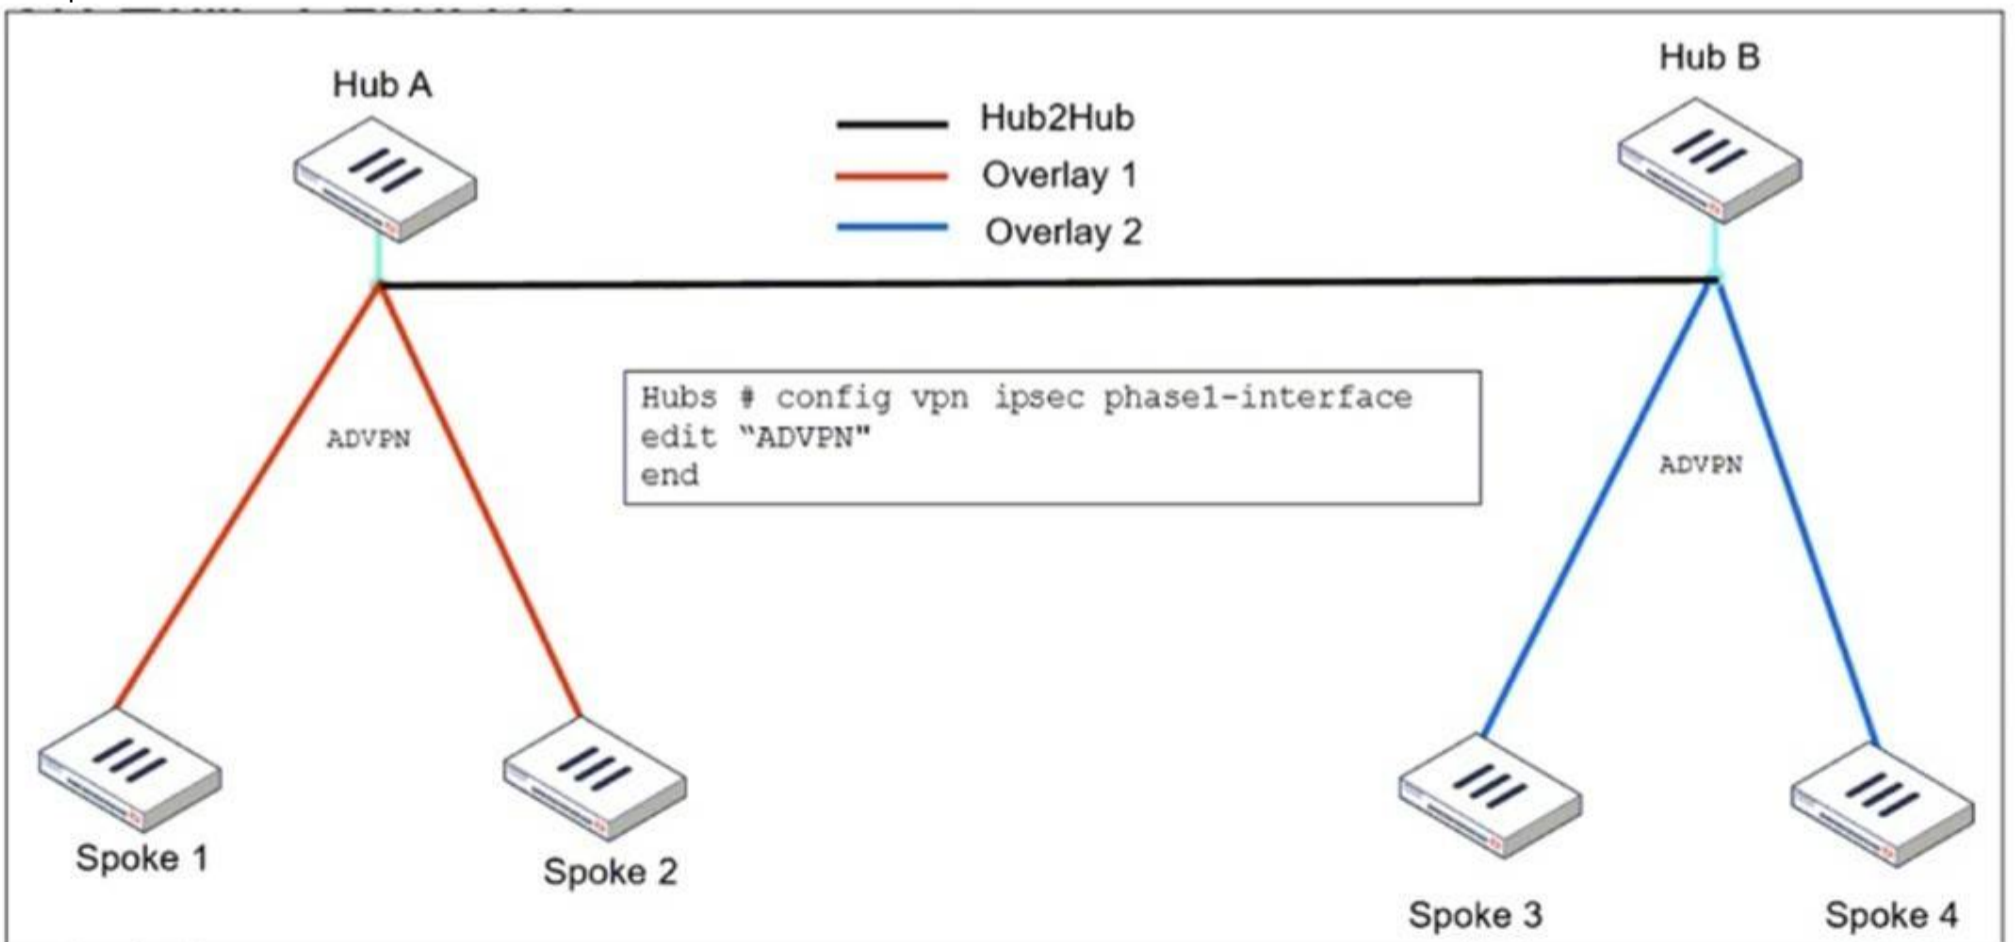 Hub A
Hub B
Hub2Hub
Overlay 1
Overlay 2
Hubs # config vpn ipsec phase1-interface
edit “ADVPN"
end
ADVPN
ADVPN
Spoke 1
Spoke 2
Spoke 3
Spoke 4